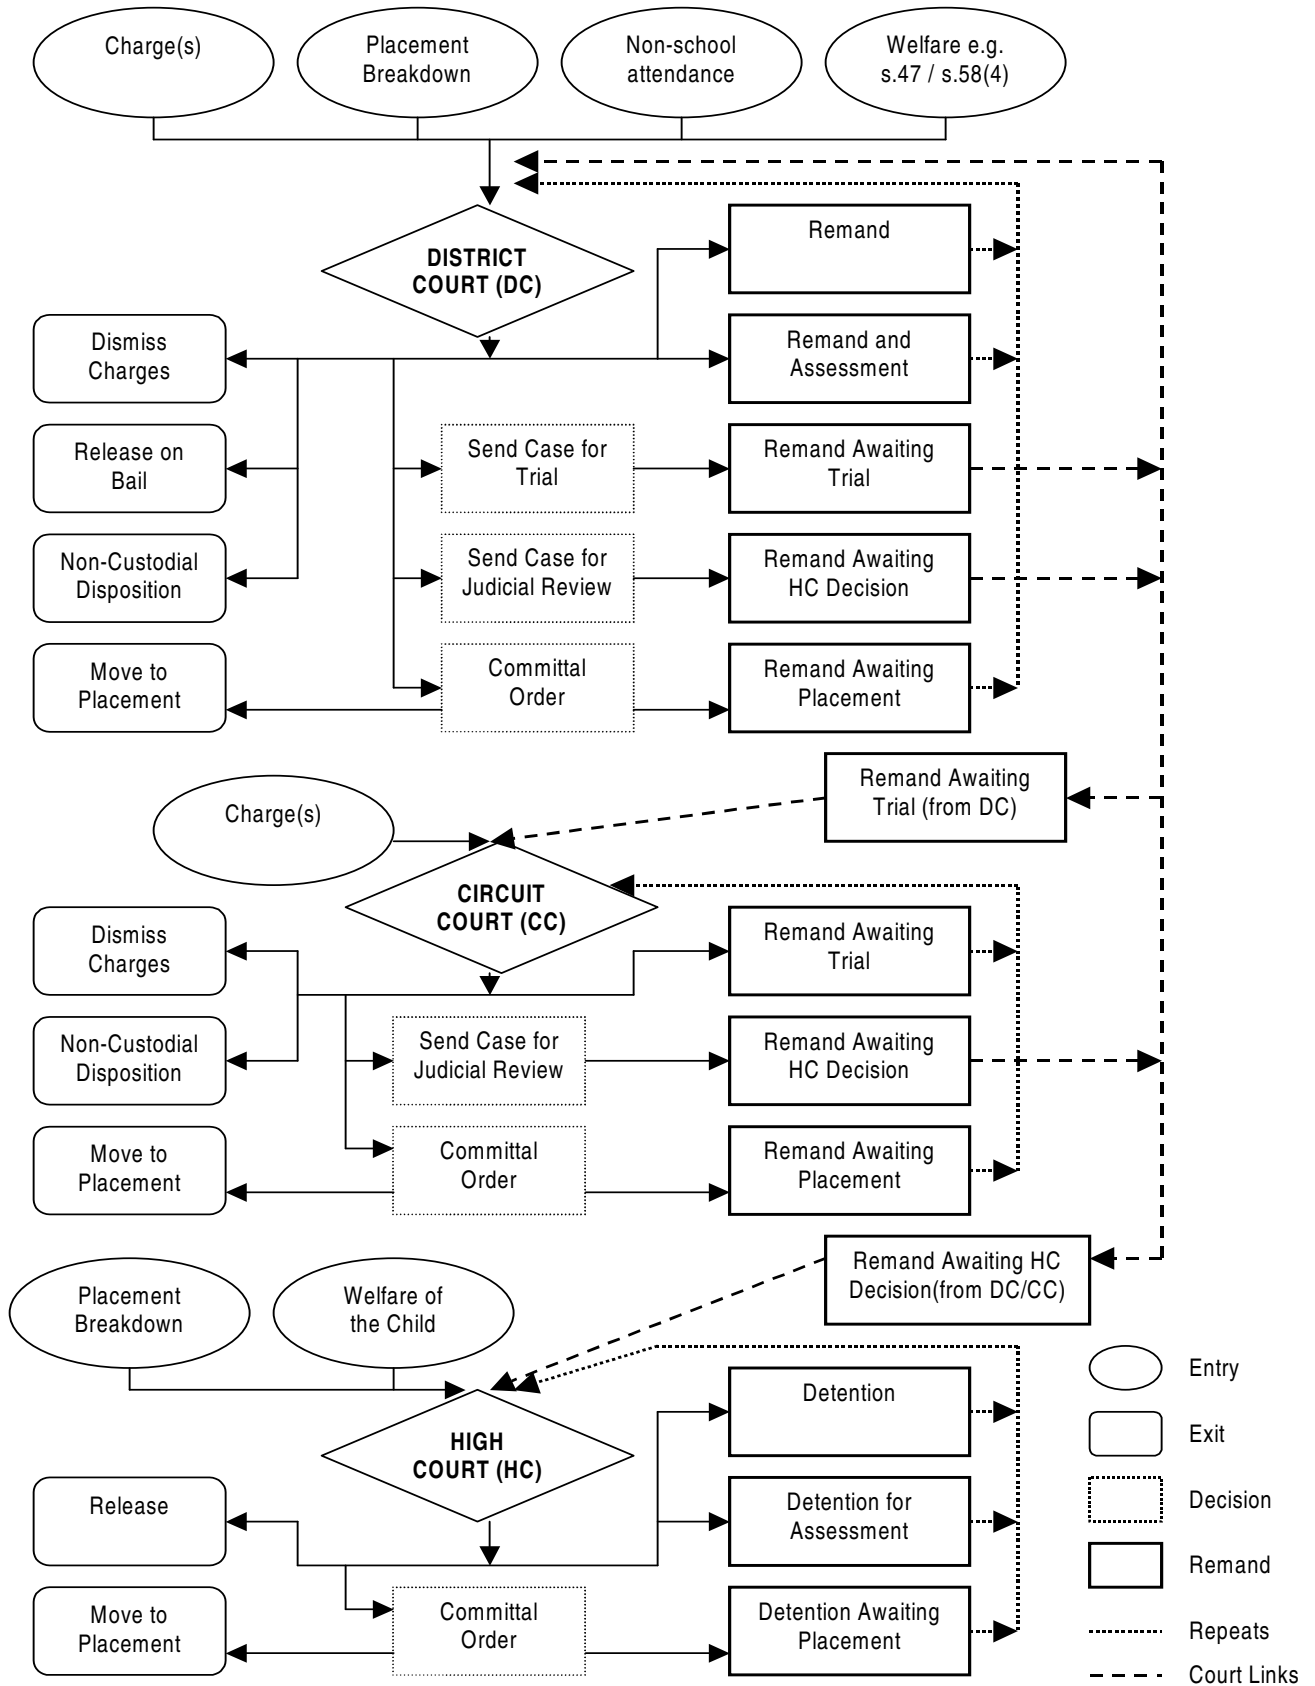 Charge(s)
Placement
Breakdown
Non-school
attendance
Welfare e.g.
s.47 / s.58(4)
DISTRICT
COURT (DC)
Remand
Dismiss
Charges
Remand and
Assessment
Release on
Bail
Send Case for
Trial
Remand Awaiting
Trial
Non-Custodial
Disposition
Send Case for
Judicial Review
Remand Awaiting
HC Decision
Move to
Placement
Committal
Order
Remand Awaiting
Placement
Remand Awaiting
Trial (from DC)
Charge(s)
CIRCUIT
COURT (CC)
Dismiss
Charges
Remand Awaiting
Trial
Non-Custodial
Disposition
Send Case for
Judicial Review
Remand Awaiting
HC Decision
Move to
Placement
Committal
Order
Remand Awaiting
Placement
Remand Awaiting HC
Decision(from DC/CC)
Placement
Breakdown
Welfare of
the Child
HIGH
COURT (HC)
Detention
Release
Detention for
Assessment
Move to
Placement
Committal
Order
Detention Awaiting
Placement
Entry
Exit
Decision
Remand
Repeats
Court Links